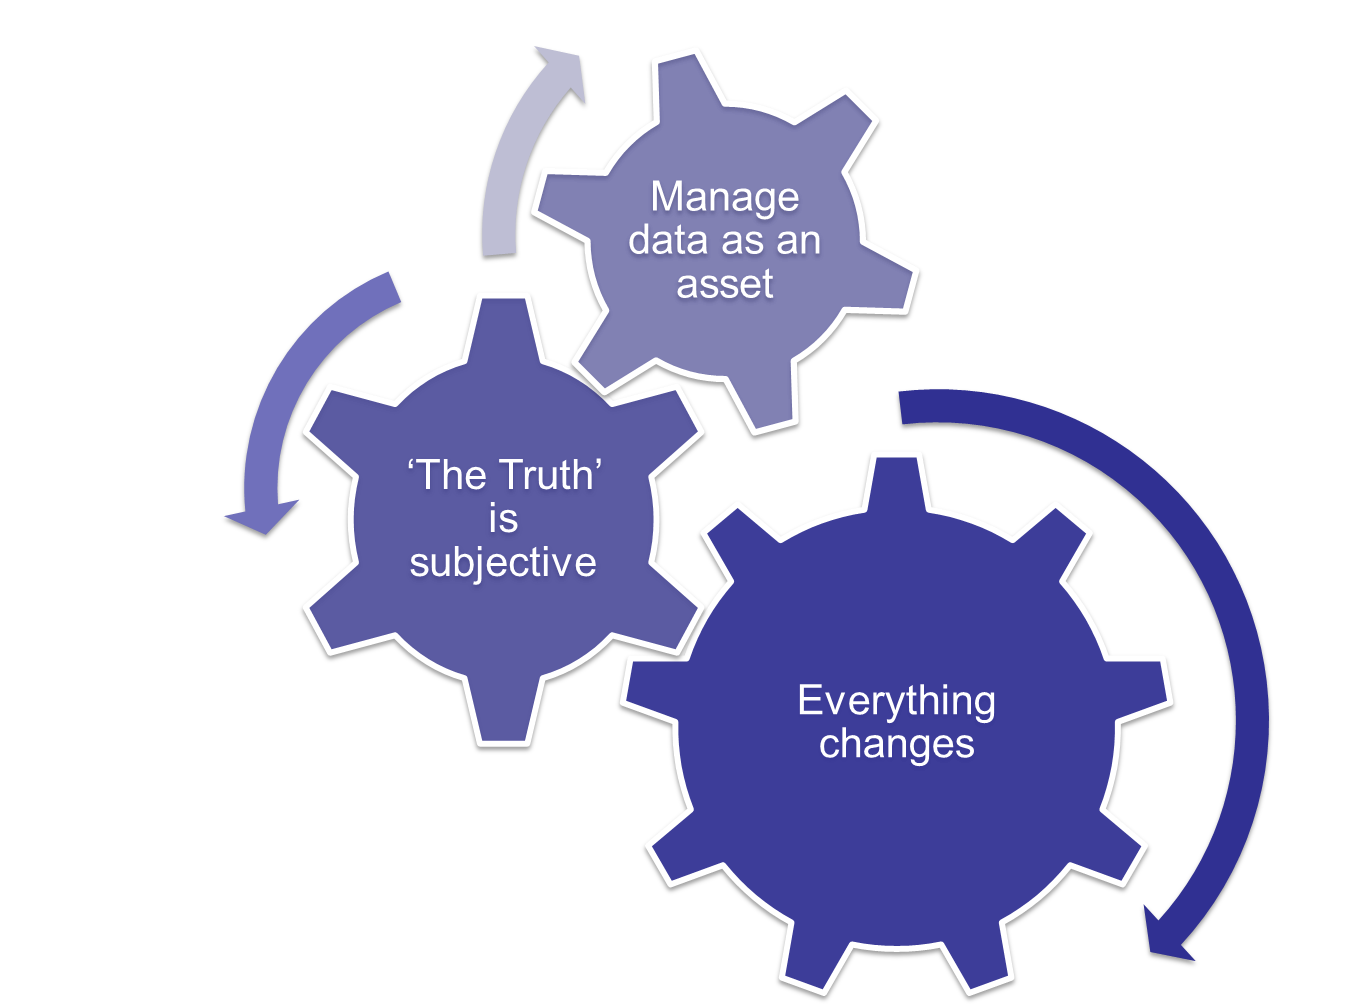 Manage
data as an
asset
‘The Truth’
is
subjective
Everything
changes